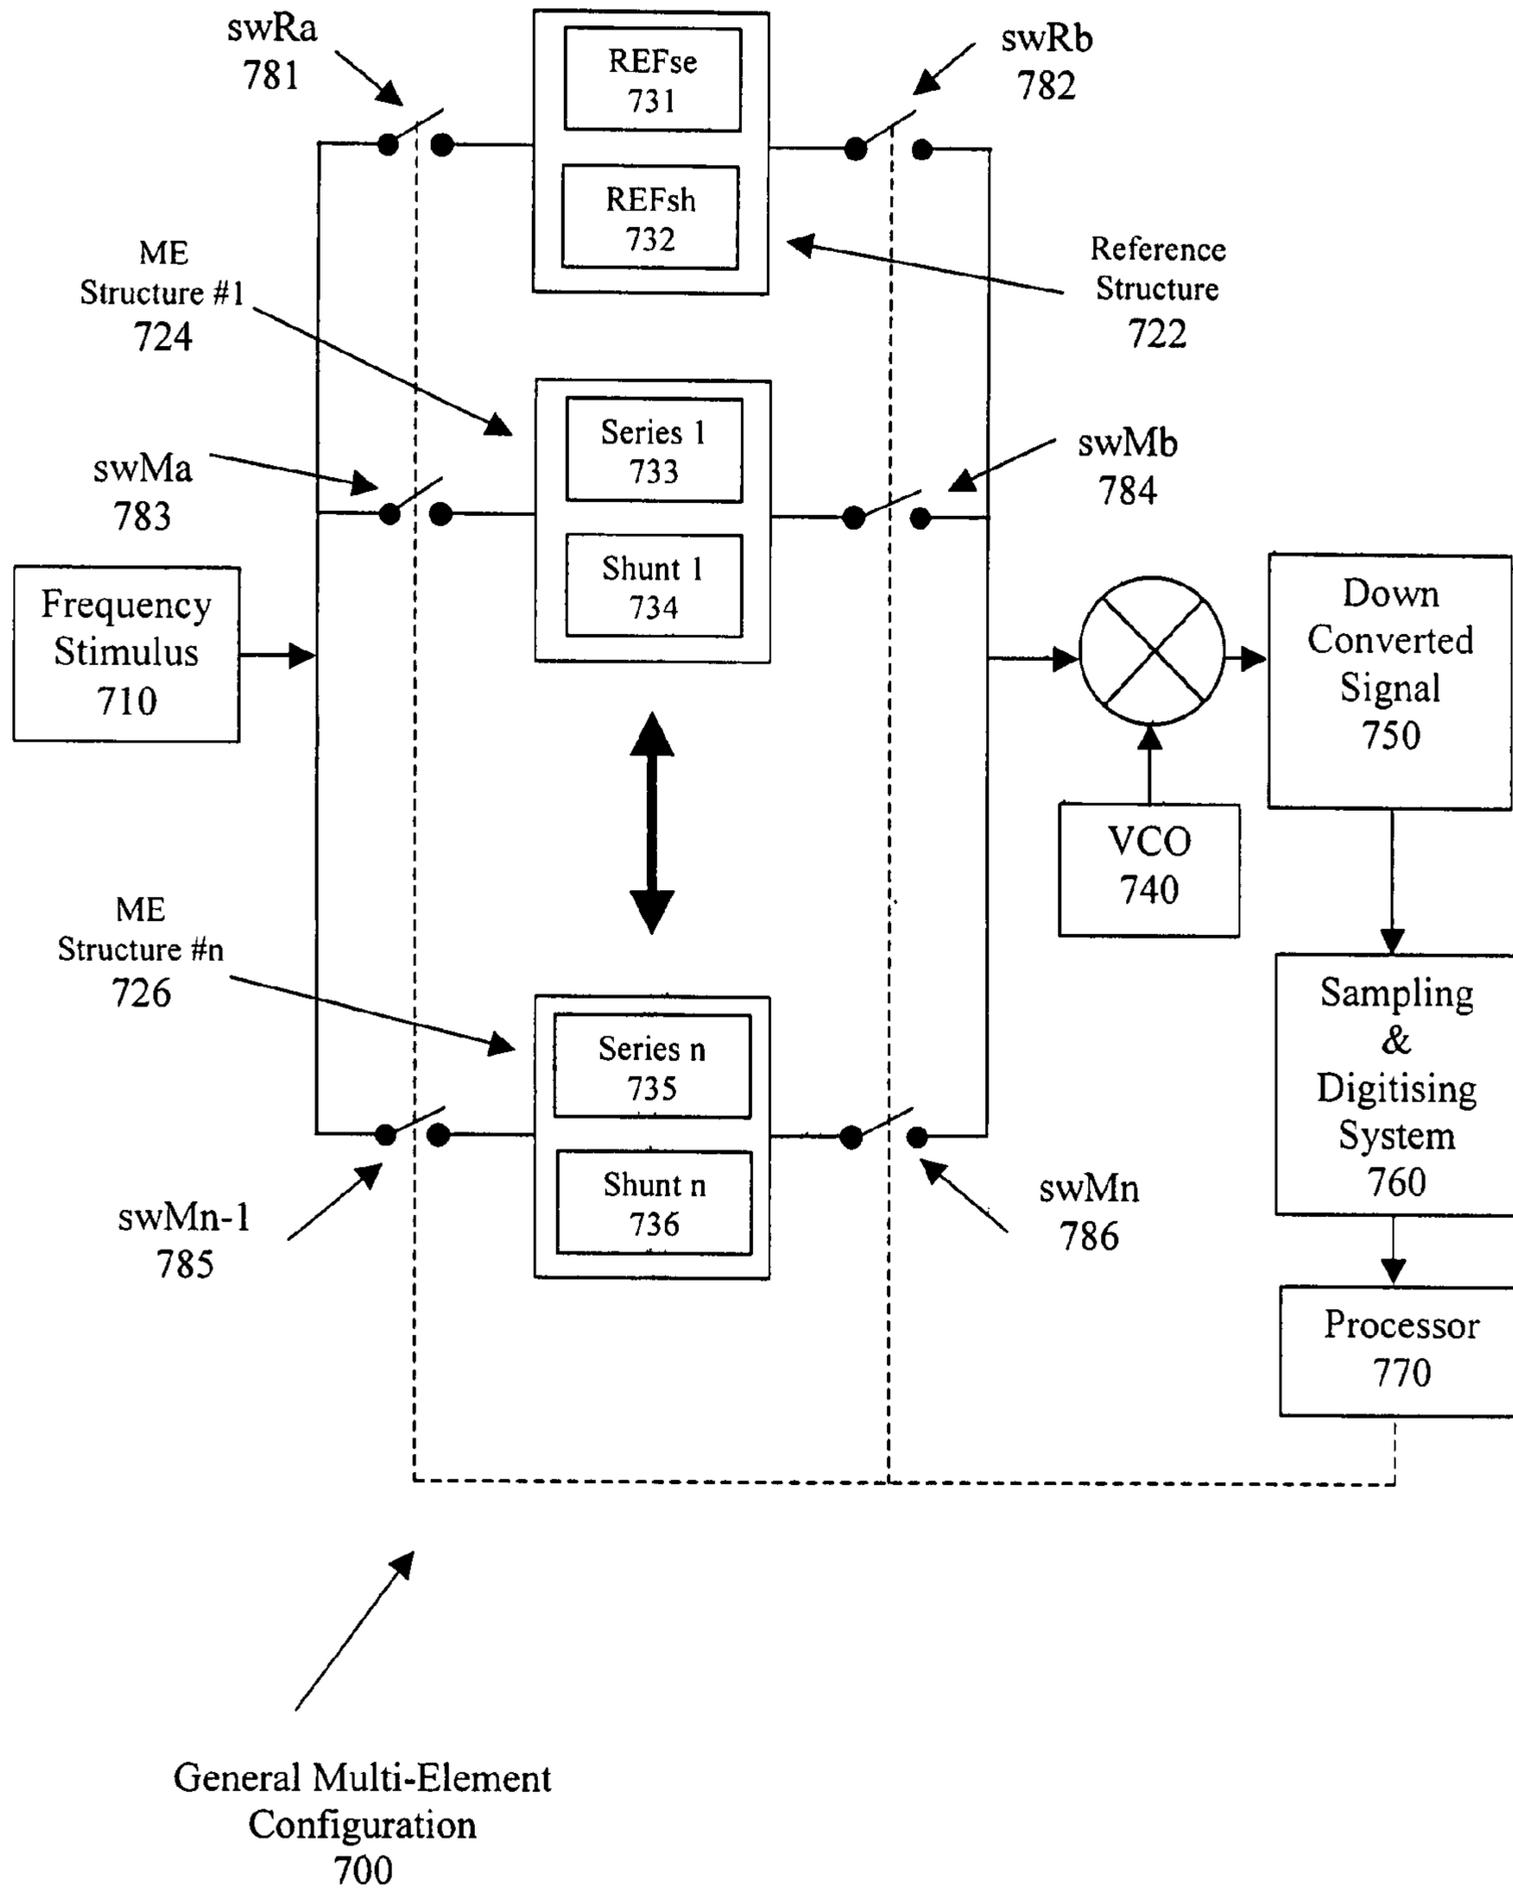 swRa
781
REFse
731
swRb
782
REFsh
732
ME
Structure #1
724
Reference
Structure
722
Series 1
733
swMa
783
swMb
784
Shunt 1
734
Frequency
Stimulus
710
Down
Converted
Signal
750
VCO
740
ME
Structure #n
726
Sampling
&
Digitising
System
760
Series n
735
Shunt n
736
swMn-1
785
swMn
786
Processor
770
General Multi-Element
Configuration
700